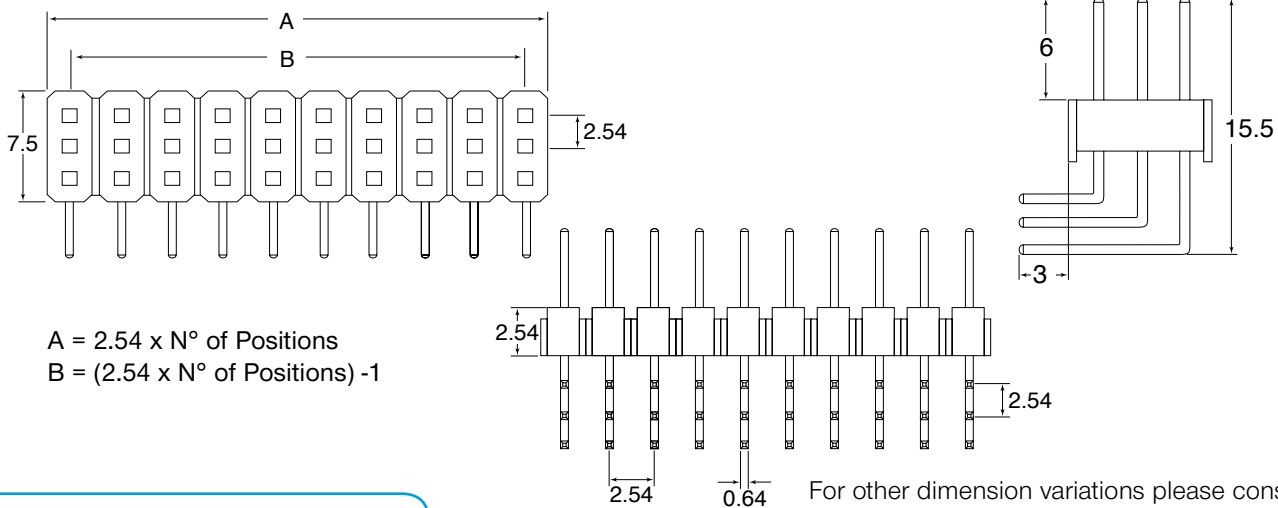 A
B
7.5
2.54
6
15.5
3
2.54
2.54
2.54
0.64
A = 2.54 x N° of Positions
B = (2.54 x N° of Positions) -1
For other dimension variations please